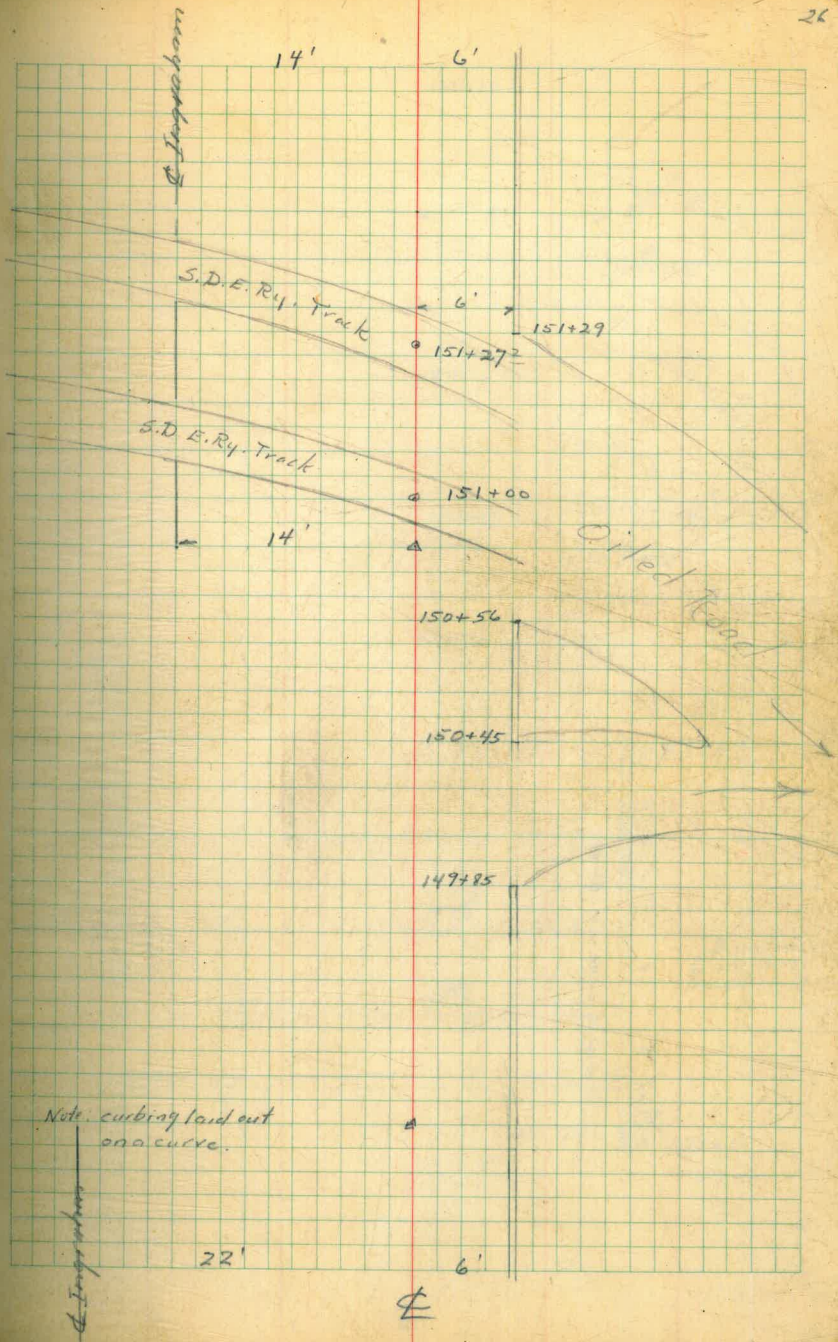 26
14' 6'
℄ Ingraham
S.D.E.Ry. Track
6'
151+29
151+27²
S.D E.Ry. Track
151+00
14'
Oiled Road
150+56
150+45
149+85
Note: curbing laid out
on a curve.
℄ Ingraham
22' 6'
℄